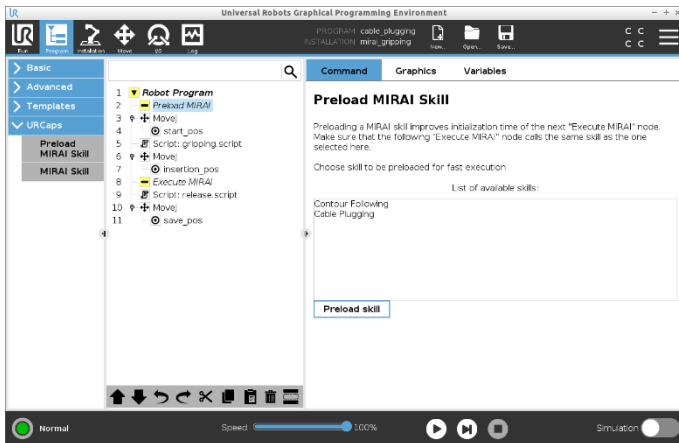 Universal Robots Graphical Programming Environment
PROGRAM cable_plugging
INSTALLATION mirai_gripping
Run
Program
Installation
Move
I/O
Log
New...
Open...
Save...
C C
C C
Basic
Advanced
Templates
URCaps
Preload
MIRAI Skill
MIRAI Skill
1 Robot Program
2 Preload MIRAI
3 MoveJ
4 start_pos
5 Script: gripping.script
6 MoveJ
7 insertion_pos
8 Execute MIRAI
9 Script: release.script
10 MoveJ
11 save_pos
Command Graphics Variables
Preload MIRAI Skill
Preloading a MIRAI skill improves initialization time of the next "Execute MIRAI" node.
Make sure that the following "Execute MIRAI" node calls the same skill as the one
selected here.
Choose skill to be preloaded for fast execution
List of available skills:
Contour Following
Cable Plugging
Preload skill
Normal
Speed 100%
Simulation